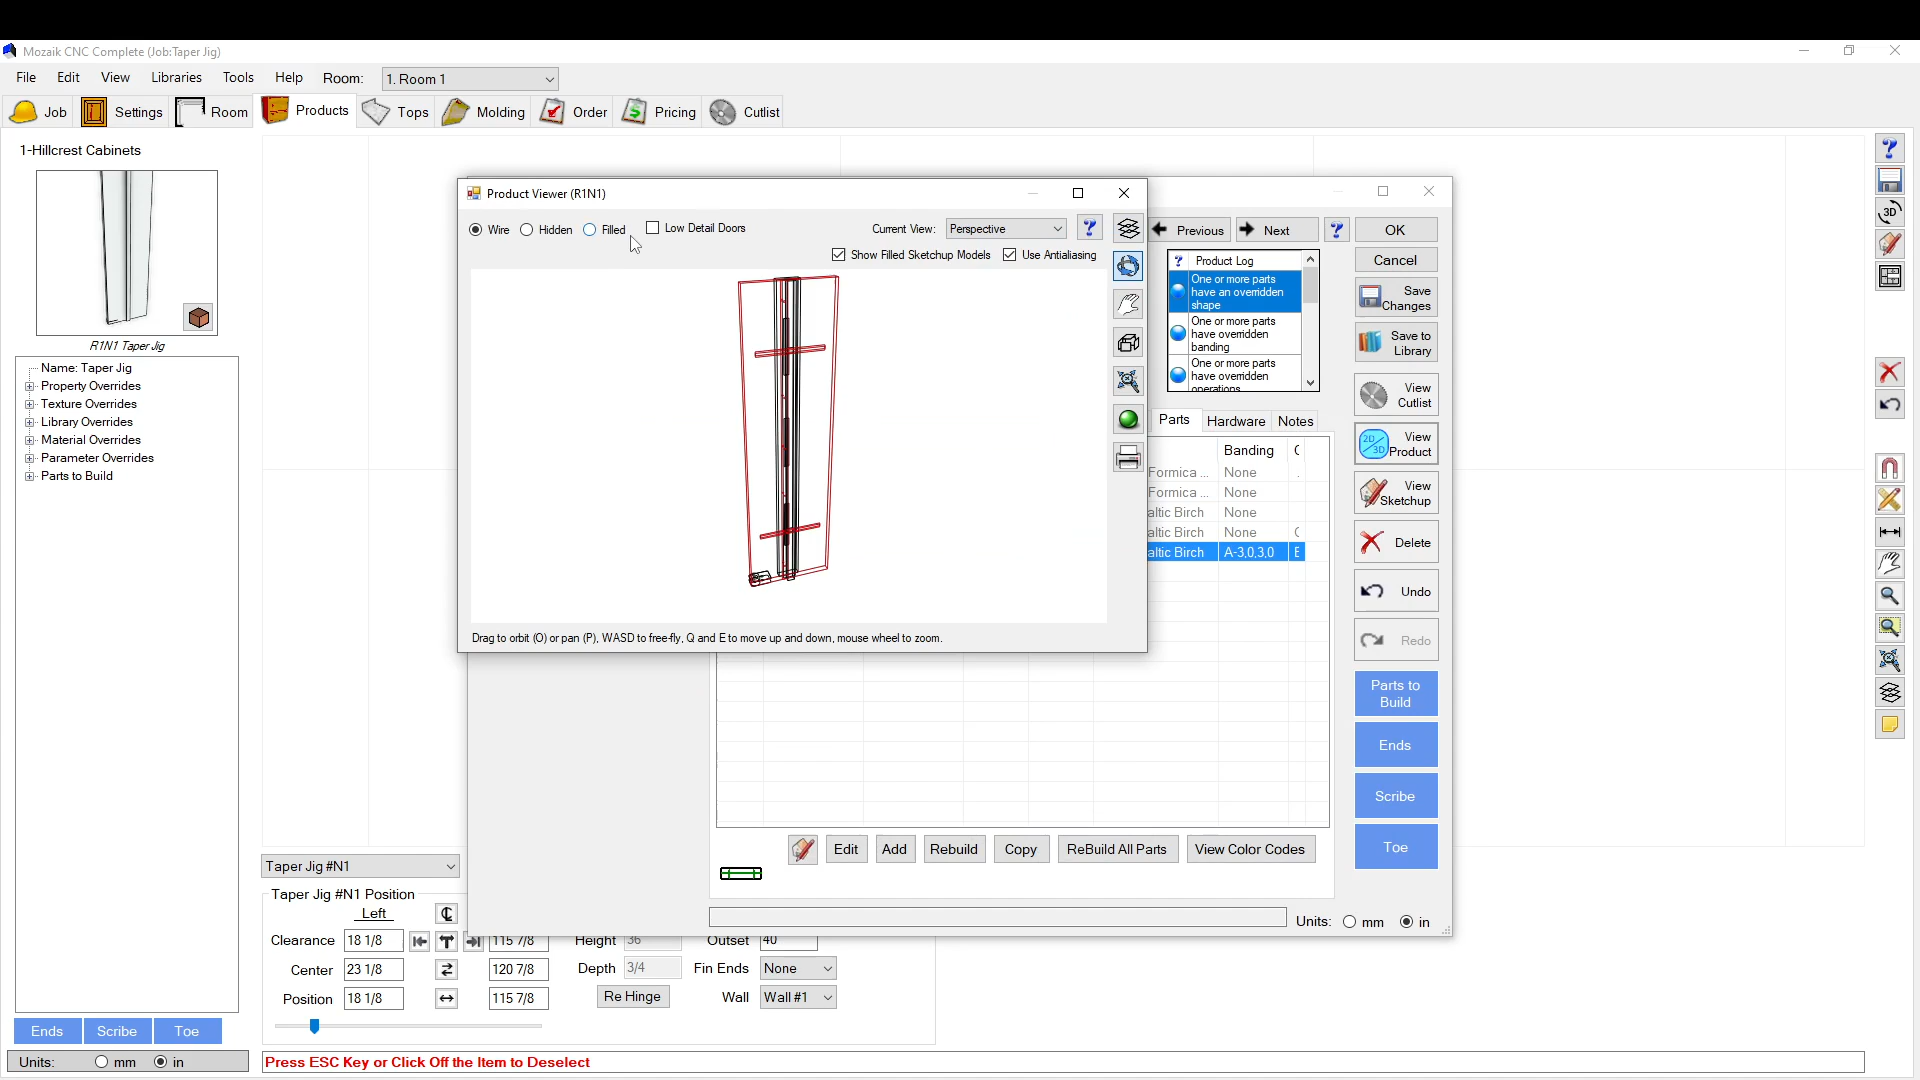 Mozaik CNC Complete (Job:Taper Jig)
File Edit View Libraries Tools Help Room: 1. Room 1
Job Settings Room Products Tops Molding Order Pricing Cutlist
1-Hillcrest Cabinets
R1N1 Taper Jig
Name: Taper Jig
Property Overrides
Texture Overrides
Library Overrides
Material Overrides
Parameter Overrides
Parts to Build
Ends Scribe Toe
Units: mm in
Product Viewer (R1N1)
Wire Hidden Filled Low Detail Doors Current View: Perspective
Show Filled Sketchup Models Use Antialiasing
Drag to orbit (O) or pan (P), WASD to free-fly, Q and E to move up and down, mouse wheel to zoom.
Previous Next
Product Log
One or more parts
have an overridden
shape
One or more parts
have overridden
banding
One or more parts
have overridden
operations
Parts Hardware Notes
Banding
Formica ... None
Formica ... None
altic Birch None
altic Birch None
altic Birch A-3,0,3,0 E
OK
Cancel
Save
Changes
Save to
Library
View
Cutlist
2D/3D
View
Product
View
Sketchup
Delete
Undo
Redo
Parts to
Build
Ends
Scribe
Toe
Edit Add Rebuild Copy ReBuild All Parts View Color Codes
Units: mm in
3D
Taper Jig #N1
Taper Jig #N1 Position
Left
Clearance 18 1/8 115 7/8 Height 36 Outset 40
Center 23 1/8 120 7/8 Depth 3/4 Fin Ends None
Position 18 1/8 115 7/8 Re Hinge Wall Wall #1
Press ESC Key or Click Off the Item to Deselect